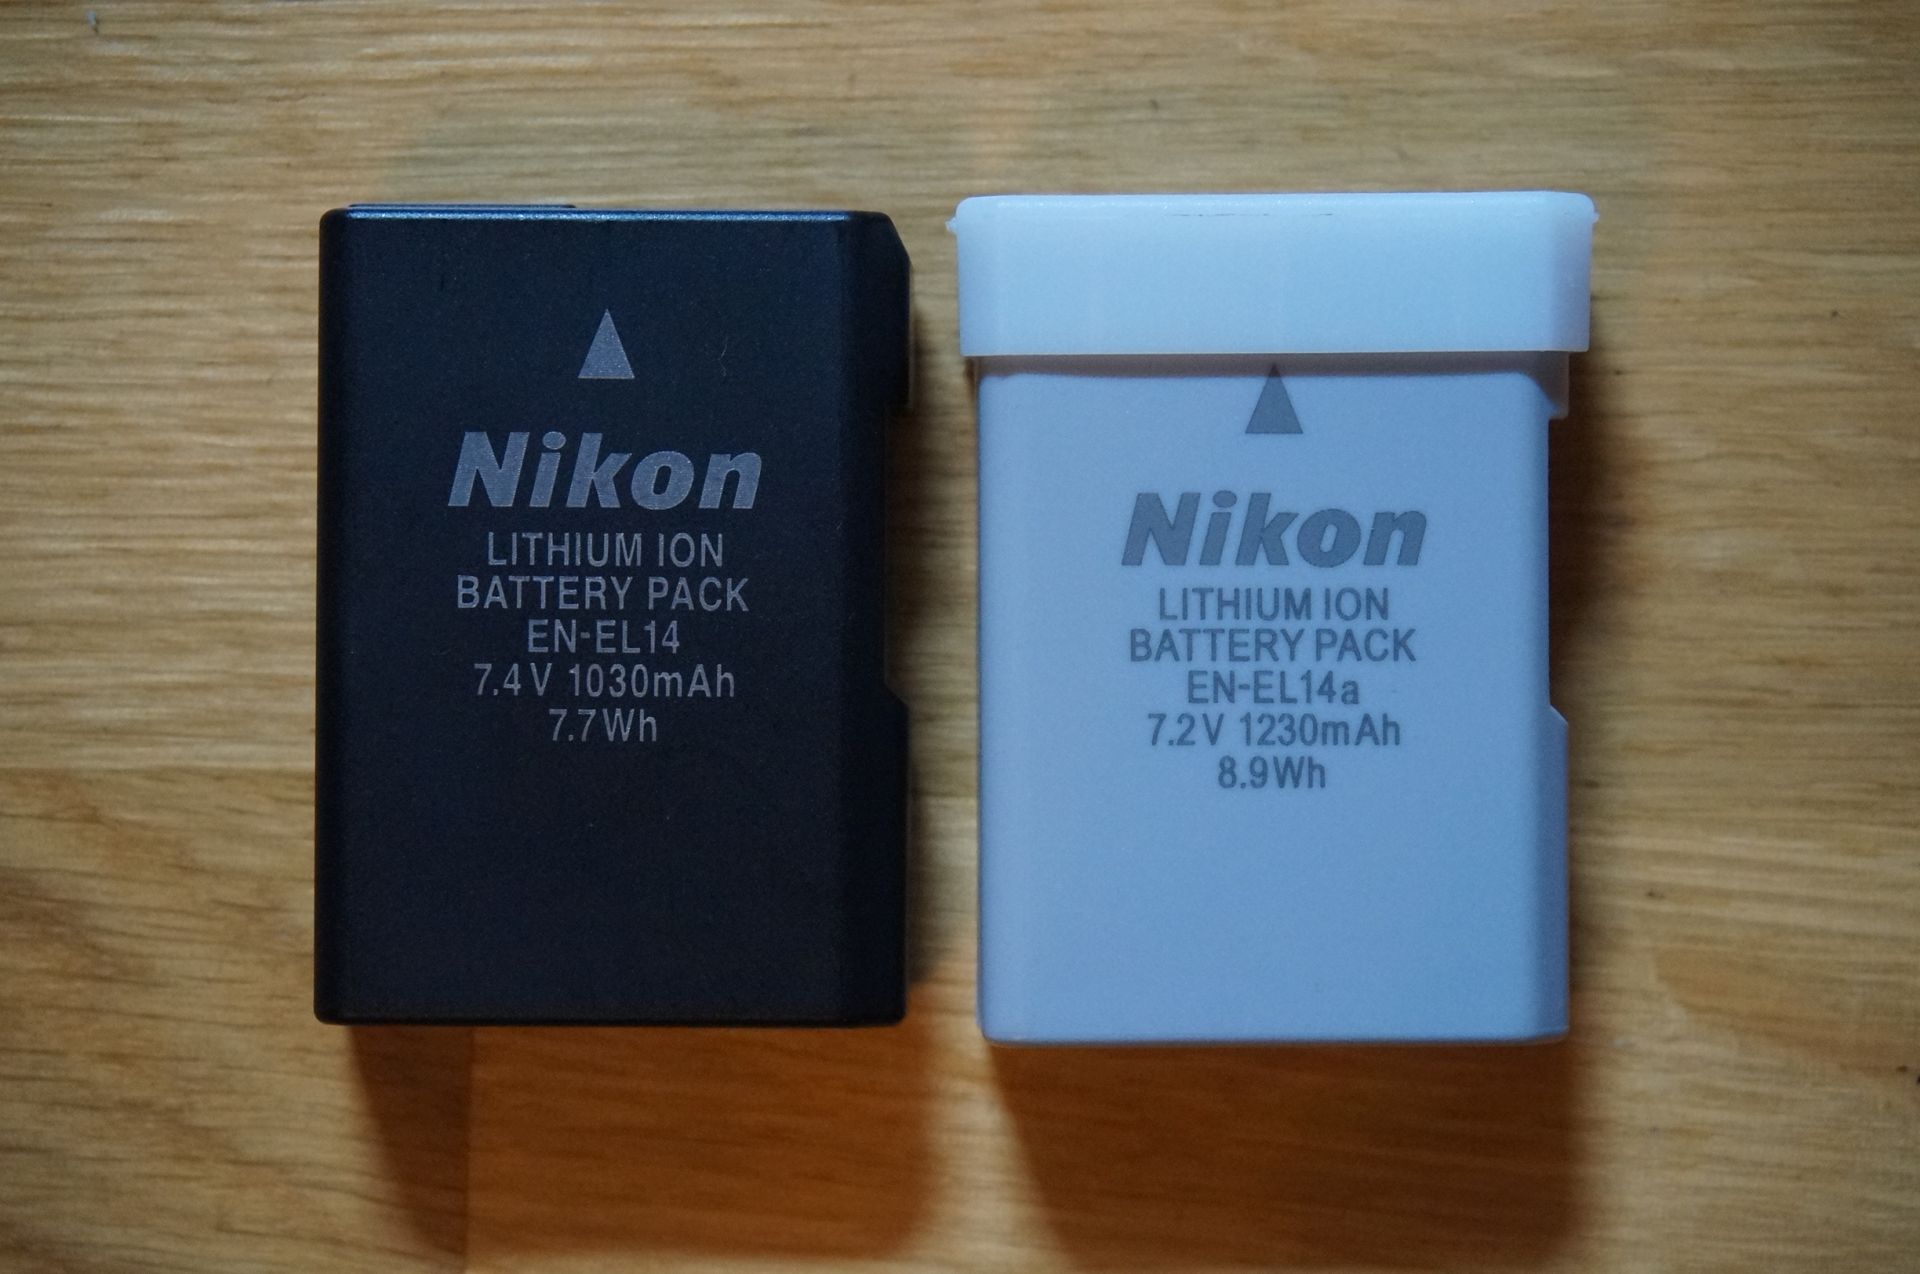 Nikon
LITHIUM ION
BATTERY PACK
EN-EL14
7.4V 1030mAh
7.7Wh
Nikon
LITHIUM ION
BATTERY PACK
EN-EL14a
7.2V 1230mAh
8.9Wh